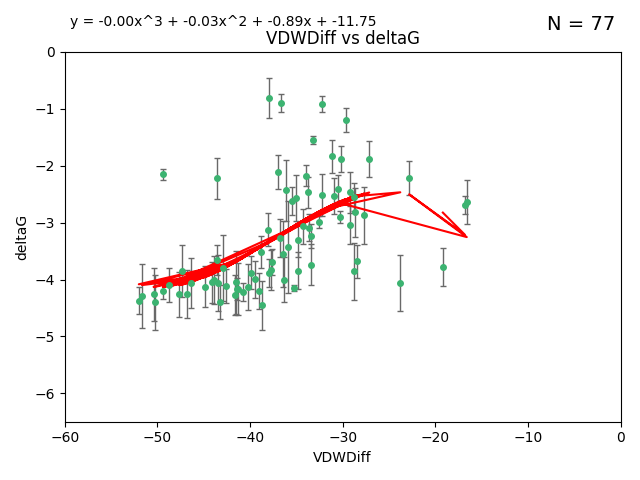 y = -0.00x^3 + -0.03x^2 + -0.89x + -11.75
N = 77
VDWDiff vs deltaG
0
−1
−2
−3
−4
−5
−6
deltaG
−60 −50 −40 −30 −20 −10 0
VDWDiff